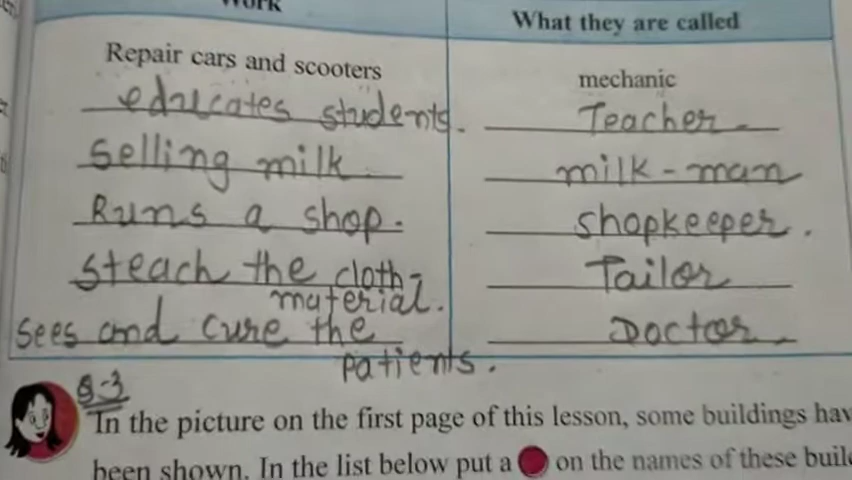 Work What they are called
Repair cars and scooters mechanic
educates students. Teacher.
Selling milk milk-man
Runs a shop. Shopkeeper.
Steach the cloth- Tailor
material.
Sees and cure the Doctor.
patients.
Q-3
In the picture on the first page of this lesson, some buildings hav
been shown. In the list below put a on the names of these buil